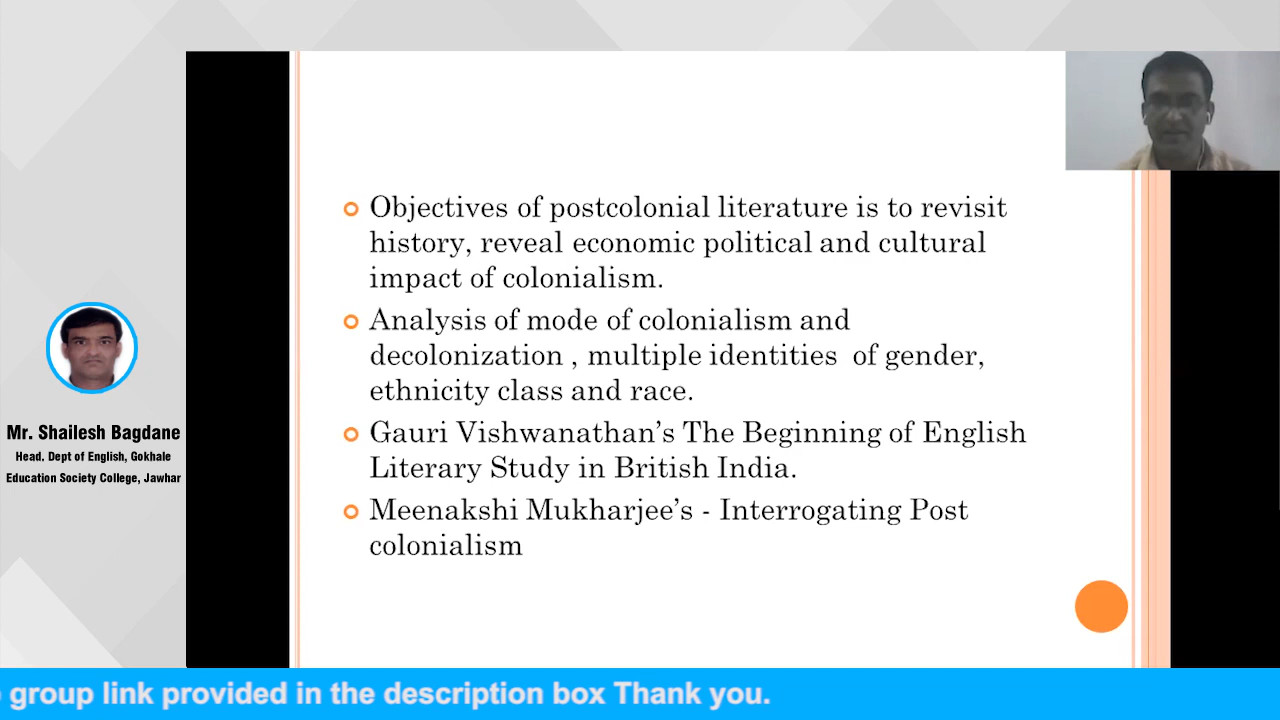 Objectives of postcolonial literature is to revisit
history, reveal economic political and cultural
impact of colonialism.
Analysis of mode of colonialism and
decolonization , multiple identities of gender,
ethnicity class and race.
Gauri Vishwanathan's The Beginning of English
Literary Study in British India.
Meenakshi Mukharjee's - Interrogating Post
colonialism
Mr. Shailesh Bagdane
Head. Dept of English, Gokhale
Education Society College, Jawhar
group link provided in the description box Thank you.